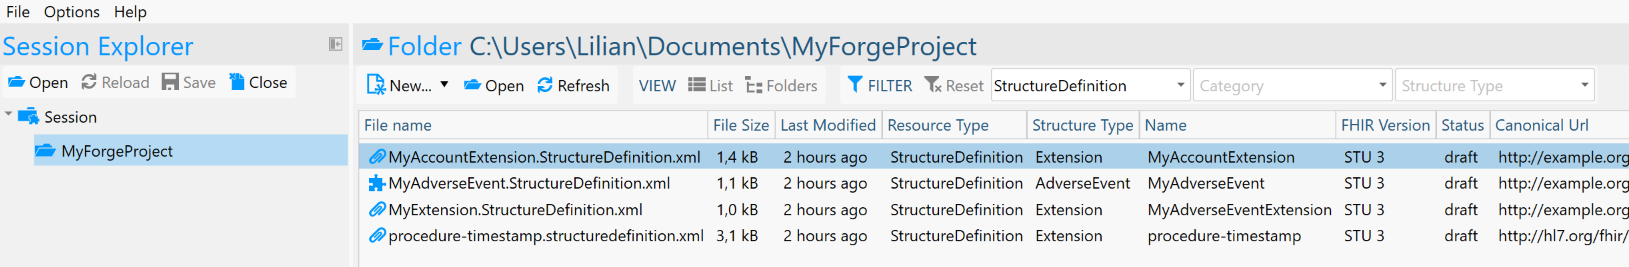 File Options Help
Session Explorer
Open Reload Save Close
Session
MyForgeProject
Folder C:\Users\Lilian\Documents\MyForgeProject
New... Open Refresh VIEW List Folders FILTER Reset StructureDefinition Category Structure Type
File name File Size Last Modified Resource Type Structure Type Name FHIR Version Status Canonical Url
MyAccountExtension.StructureDefinition.xml 1,4 kB 2 hours ago StructureDefinition Extension MyAccountExtension STU 3 draft http://example.org
MyAdverseEvent.StructureDefinition.xml 1,1 kB 2 hours ago StructureDefinition AdverseEvent MyAdverseEvent STU 3 draft http://example.org
MyExtension.StructureDefinition.xml 1,0 kB 2 hours ago StructureDefinition Extension MyAdverseEventExtension STU 3 draft http://example.org
procedure-timestamp.structuredefinition.xml 3,1 kB 2 hours ago StructureDefinition Extension procedure-timestamp STU 3 draft http://hl7.org/fhir/